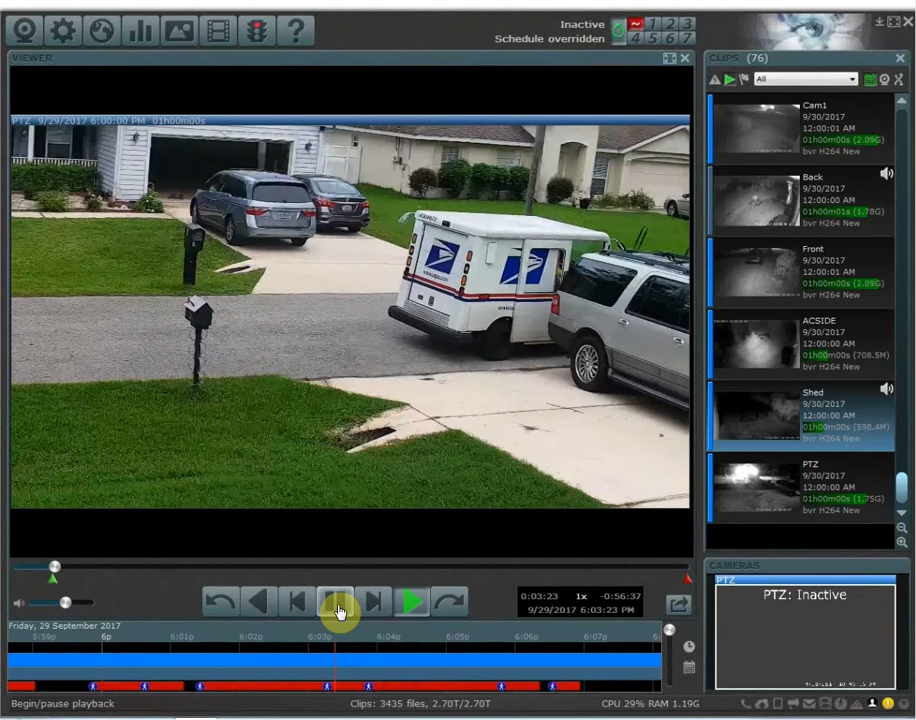 Inactive
Schedule overridden
1 2 3
4 5 6 7
VIEWER
CLIPS (76)
All
PTZ 9/29/2017 6:00:00 PM 01h00m00s
Cam1
9/30/2017
12:00:01 AM
01h00m00s (2.09G)
bvr H264 New
Back
9/30/2017
12:00:00 AM
01h00m01s (1.78G)
bvr H264 New
Front
9/30/2017
12:00:01 AM
01h00m00s (2.09G)
bvr H264 New
ACSIDE
9/30/2017
12:00:00 AM
01h00m00s (708.5M)
bvr H264 New
Shed
9/30/2017
12:00:00 AM
01h00m00s (598.4M)
bvr H264 New
PTZ
9/30/2017
12:00:00 AM
01h00m00s (1.75G)
bvr H264 New
CAMERAS
PTZ
PTZ: Inactive
0:03:23 1x -0:56:37
9/29/2017 6:03:23 PM
Friday, 29 September 2017
5:59p 6p 6:01p 6:02p 6:03p 6:04p 6:05p 6:06p 6:07p
Begin/pause playback
Clips: 3435 files, 2.70T/2.70T
CPU 29% RAM 1.19G